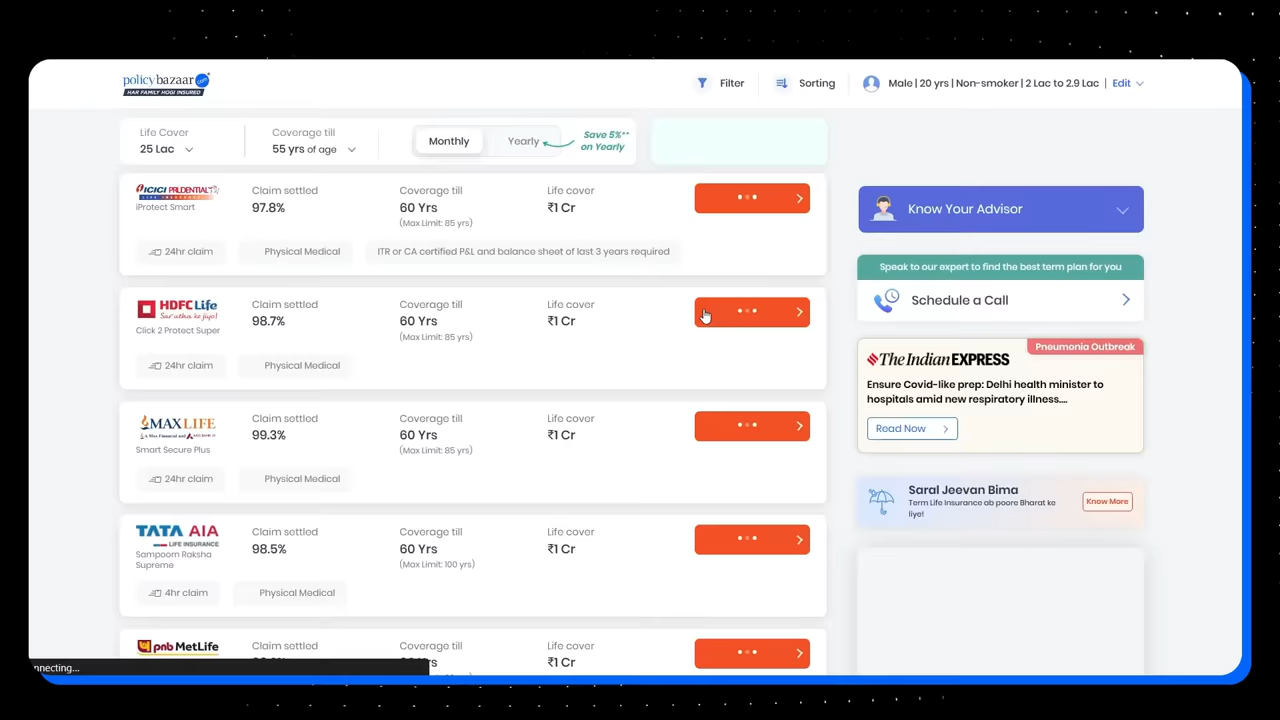 policybazaar.com
HAR FAMILY HOGI INSURED
Filter
Sorting
Male | 20 yrs | Non-smoker | 2 Lac to 2.9 Lac | Edit
Life Cover
25 Lac
Coverage till
55 yrs of age
Monthly
Yearly
Save 5%**
on Yearly
ICICI PRUDENTIAL
LIFE INSURANCE
iProtect Smart
Claim settled
97.8%
Coverage till
60 Yrs
(Max Limit: 85 yrs)
Life cover
₹1 Cr
24hr claim
Physical Medical
ITR or CA certified P&L and balance sheet of last 3 years required
HDFC Life
Sar utha ke jiyo!
Click 2 Protect Super
Claim settled
98.7%
Coverage till
60 Yrs
(Max Limit: 85 yrs)
Life cover
₹1 Cr
24hr claim
Physical Medical
MAX LIFE
Smart Secure Plus
Claim settled
99.3%
Coverage till
60 Yrs
(Max Limit: 85 yrs)
Life cover
₹1 Cr
24hr claim
Physical Medical
TATA AIA
LIFE INSURANCE
Sampoorn Raksha
Supreme
Claim settled
98.5%
Coverage till
60 Yrs
(Max Limit: 100 yrs)
Life cover
₹1 Cr
4hr claim
Physical Medical
pnb MetLife
Claim settled
Coverage till
Life cover
₹1 Cr
Know Your Advisor
Speak to our expert to find the best term plan for you
Schedule a Call
Pneumonia Outbreak
The Indian EXPRESS
Ensure Covid-like prep: Delhi health minister to
hospitals amid new respiratory illness....
Read Now
Saral Jeevan Bima
Term Life Insurance ab poore Bharat ke
liye!
Know More
nnecting...